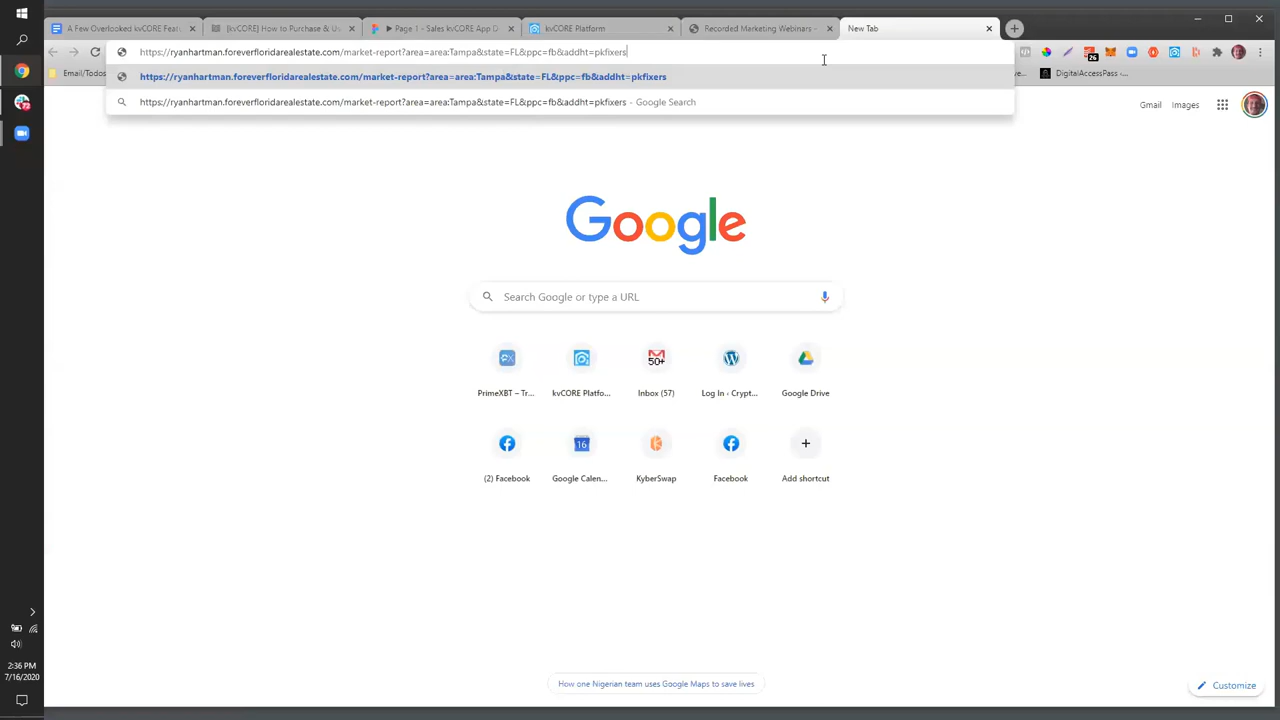 A Few Overlooked kvCORE Feat
[kvCORE] How to Purchase & Us
Page 1 - Sales kvCORE App D
kvCORE Platform
Recorded Marketing Webinars -
New Tab
https://ryanhartman.foreverfloridarealestate.com/market-report?area=area:Tampa&state=FL&ppc=fb&addht=pkfixers
26
Email/Todos
https://ryanhartman.foreverfloridarealestate.com/market-report?area=area:Tampa&state=FL&ppc=fb&addht=pkfixers
DigitalAccessPass -...
https://ryanhartman.foreverfloridarealestate.com/market-report?area=area:Tampa&state=FL&ppc=fb&addht=pkfixers - Google Search
Gmail
Images
Google
Search Google or type a URL
50+
PrimeXBT – Tr...
kvCORE Platfo...
Inbox (57)
Log In ‹ Crypt...
Google Drive
16
(2) Facebook
Google Calen...
KyberSwap
Facebook
Add shortcut
2:36 PM
7/16/2020
How one Nigerian team uses Google Maps to save lives
Customize